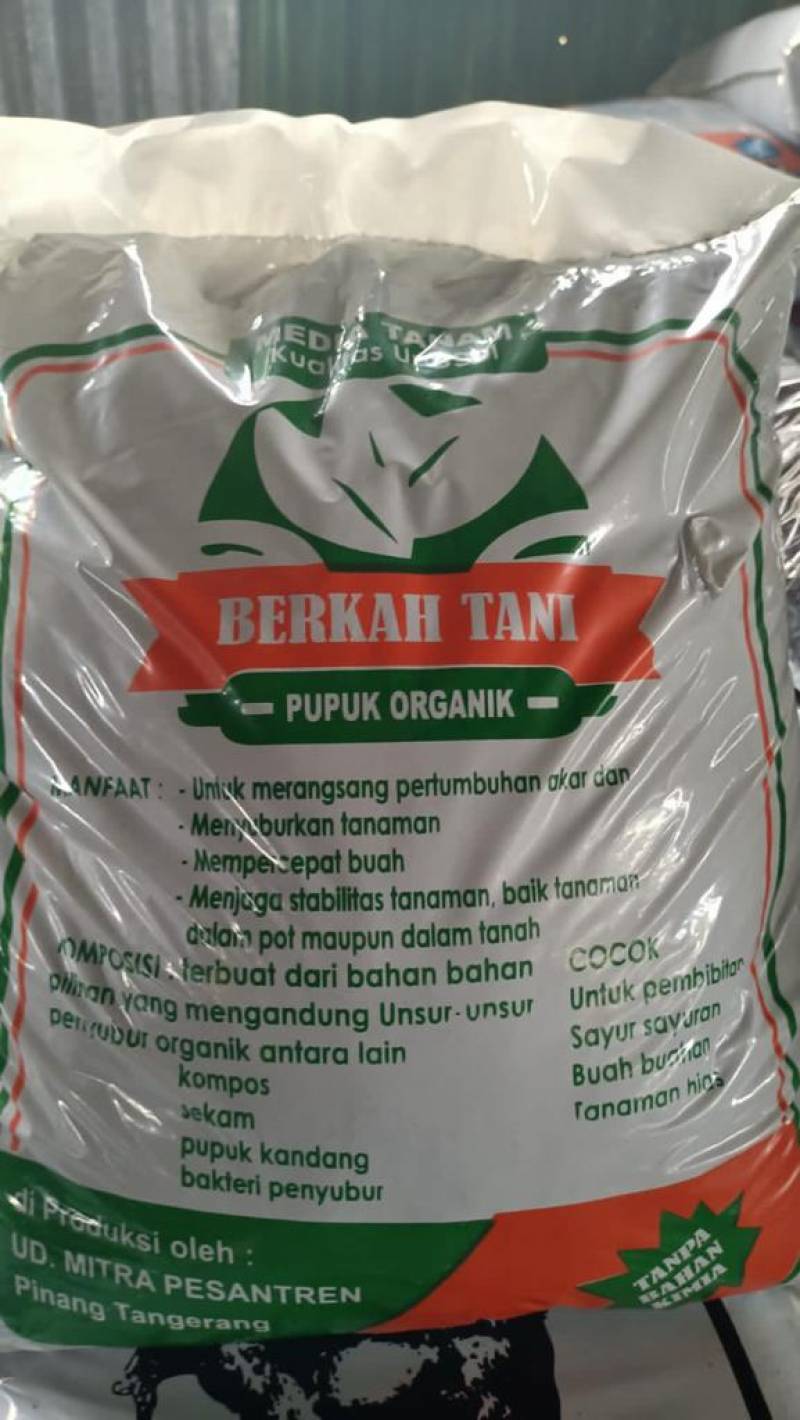 MEDIA TANAM
Kualitas Unggul
BERKAH TANI
PUPUK ORGANIK
MANFAAT : - Untuk merangsang pertumbuhan akar dan
- Menyuburkan tanaman
- Mempercepat buah
- Menjaga stabilitas tanaman, baik tanaman
dalam pot maupun dalam tanah
KOMPOSISI : terbuat dari bahan bahan
pilihan yang mengandung Unsur-unsur
penyubur organik antara lain
kompos
sekam
pupuk kandang
bakteri penyubur
COCOK
Untuk pembibitan
Sayur sayuran
Buah buahan
Tanaman hias
di Produksi oleh :
UD. MITRA PESANTREN
Pinang Tangerang
TANPA
BAHAN
KIMIA